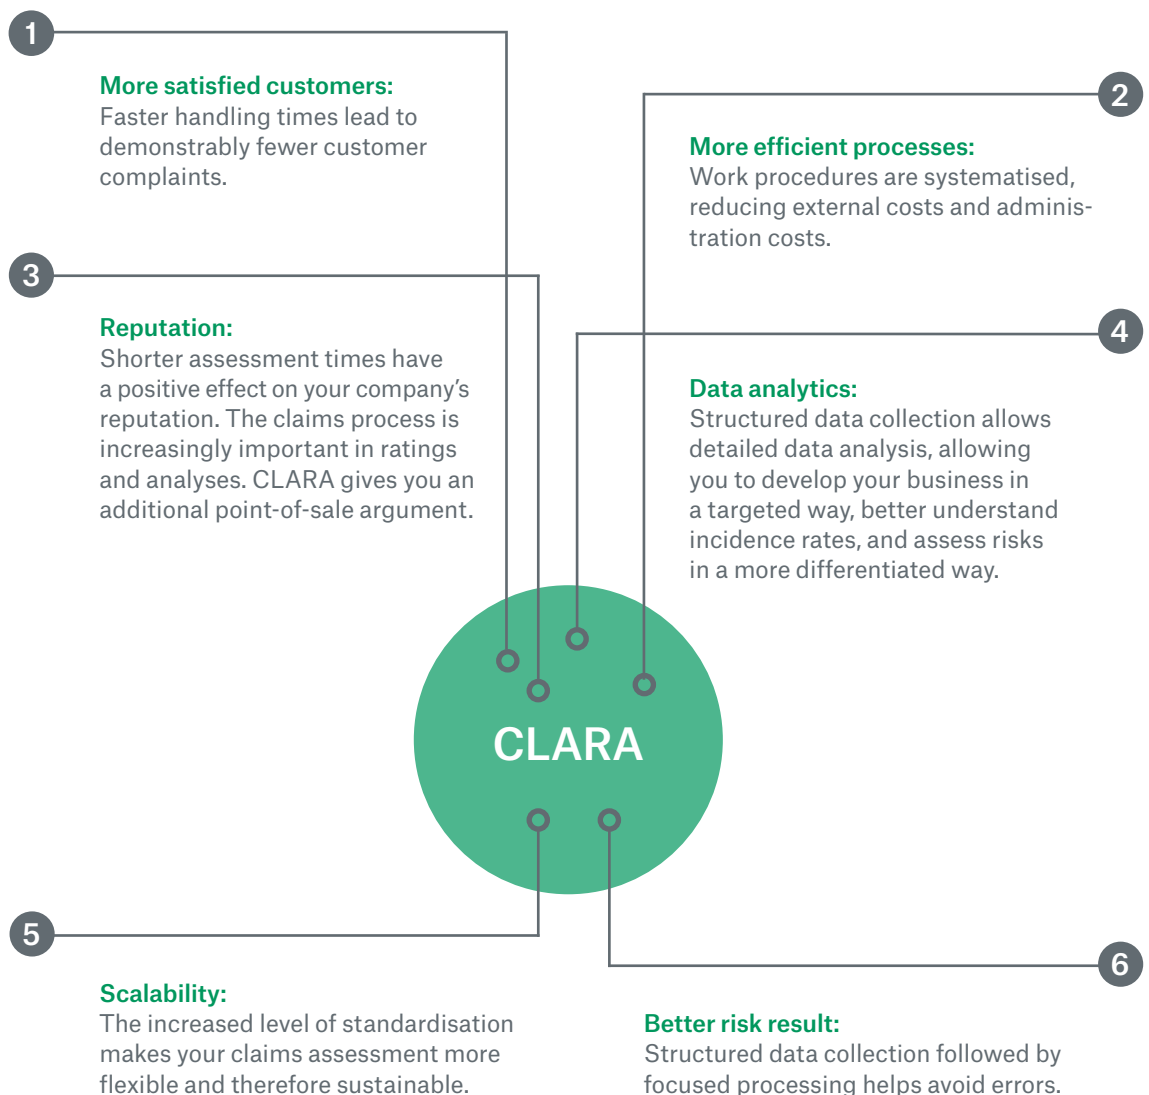 1
More satisfied customers:
Faster handling times lead to
demonstrably fewer customer
complaints.
2
More efficient processes:
Work procedures are systematised,
reducing external costs and adminis-
tration costs.
3
Reputation:
Shorter assessment times have
a positive effect on your company’s
reputation. The claims process is
increasingly important in ratings
and analyses. CLARA gives you an
additional point-of-sale argument.
4
Data analytics:
Structured data collection allows
detailed data analysis, allowing
you to develop your business in
a targeted way, better understand
incidence rates, and assess risks
in a more differentiated way.
CLARA
5
Scalability:
The increased level of standardisation
makes your claims assessment more
flexible and therefore sustainable.
6
Better risk result:
Structured data collection followed by
focused processing helps avoid errors.